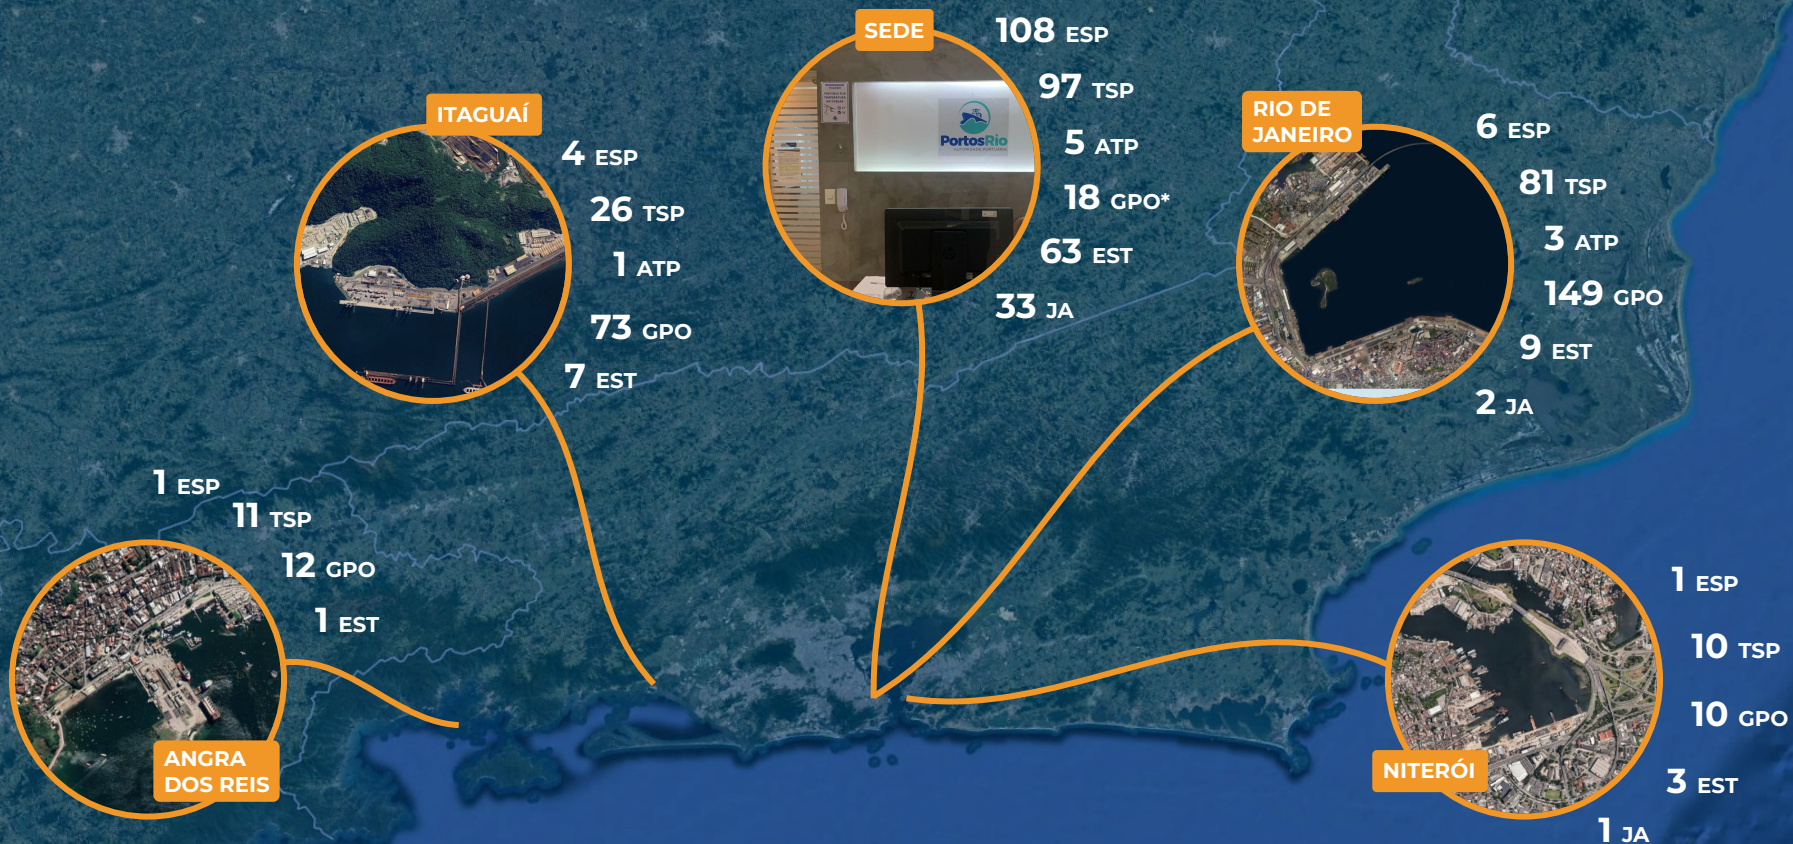 SEDE
108 ESP
97 TSP
5 ATP
18 GPO*
63 EST
33 JA
PortosRio
AUTORIDADE PORTUÁRIA
ITAGUAÍ
4 ESP
26 TSP
1 ATP
73 GPO
7 EST
RIO DE
JANEIRO
6 ESP
81 TSP
3 ATP
149 GPO
9 EST
2 JA
1 ESP
11 TSP
12 GPO
1 EST
ANGRA
DOS REIS
1 ESP
10 TSP
10 GPO
3 EST
1 JA
NITERÓI